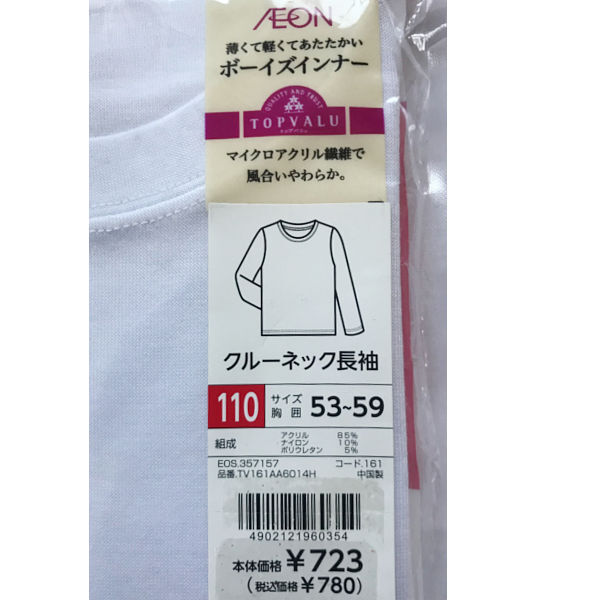 ÆON
薄くて軽くてあたたかい
ボーイズインナー
QUALITY AND TRUST
TOPVALU
トップバリュ
マイクロアクリル繊維で
風合いやわらか。
クルーネック長袖
110 サイズ 胸囲 53~59
組成 アクリル 85%
ナイロン 10%
ポリウレタン 5%
EOS.357157 コード.161
品番.TV161AA6014H 中国製
4902121960354
本体価格 ¥723
(税込価格 ¥780)